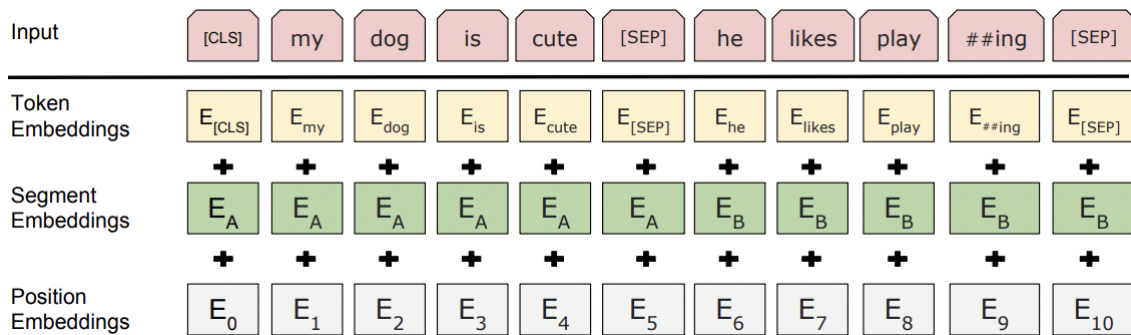 Input [CLS] my dog is cute [SEP] he likes play ##ing [SEP]
Token Embeddings E[CLS] Emy Edog Eis Ecute E[SEP] Ehe Elikes Eplay E##ing E[SEP]
+ + + + + + + + + + +
Segment Embeddings EA EA EA EA EA EA EB EB EB EB EB
+ + + + + + + + + + +
Position Embeddings E0 E1 E2 E3 E4 E5 E6 E7 E8 E9 E10